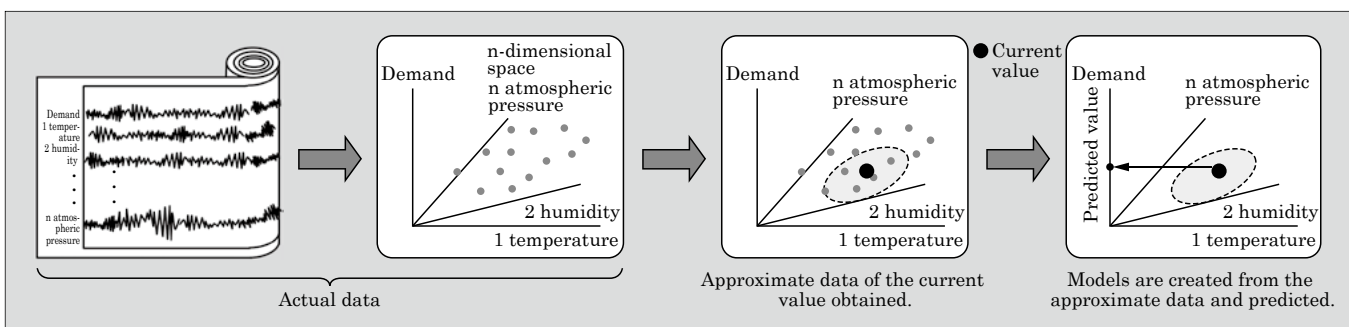 Demand
1 temper-
ature
2 humid-
ity
n atmos-
pheric
pressure
n-dimensional
space
Demand
n atmospheric
pressure
2 humidity
1 temperature
Actual data
Demand
n atmospheric
pressure
2 humidity
1 temperature
Approximate data of the current
value obtained.
Current
value
Demand
n atmospheric
pressure
Predicted value
2 humidity
1 temperature
Models are created from the
approximate data and predicted.